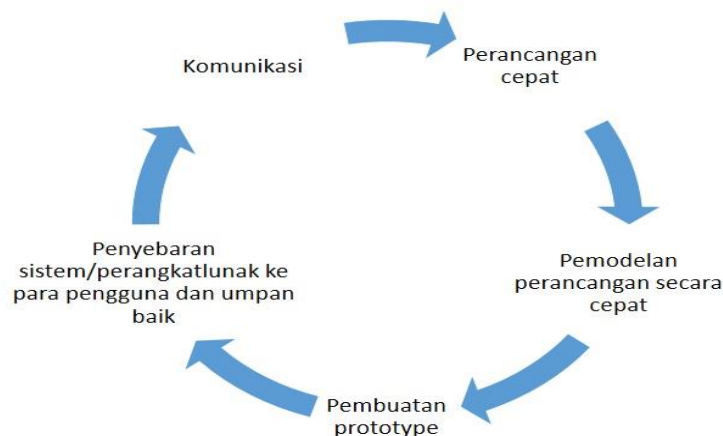 Komunikasi
Perancangan
cepat
Pemodelan
perancangan secara
cepat
Pembuatan
prototype
Penyebaran
sistem/perangkatlunak ke
para pengguna dan umpan
baik